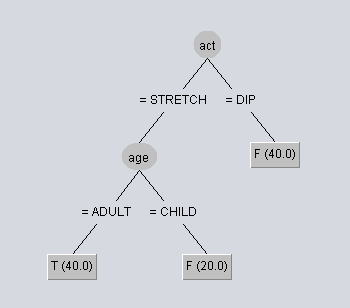 act
= STRETCH = DIP
F (40.0)
age
= ADULT = CHILD
T (40.0) F (20.0)